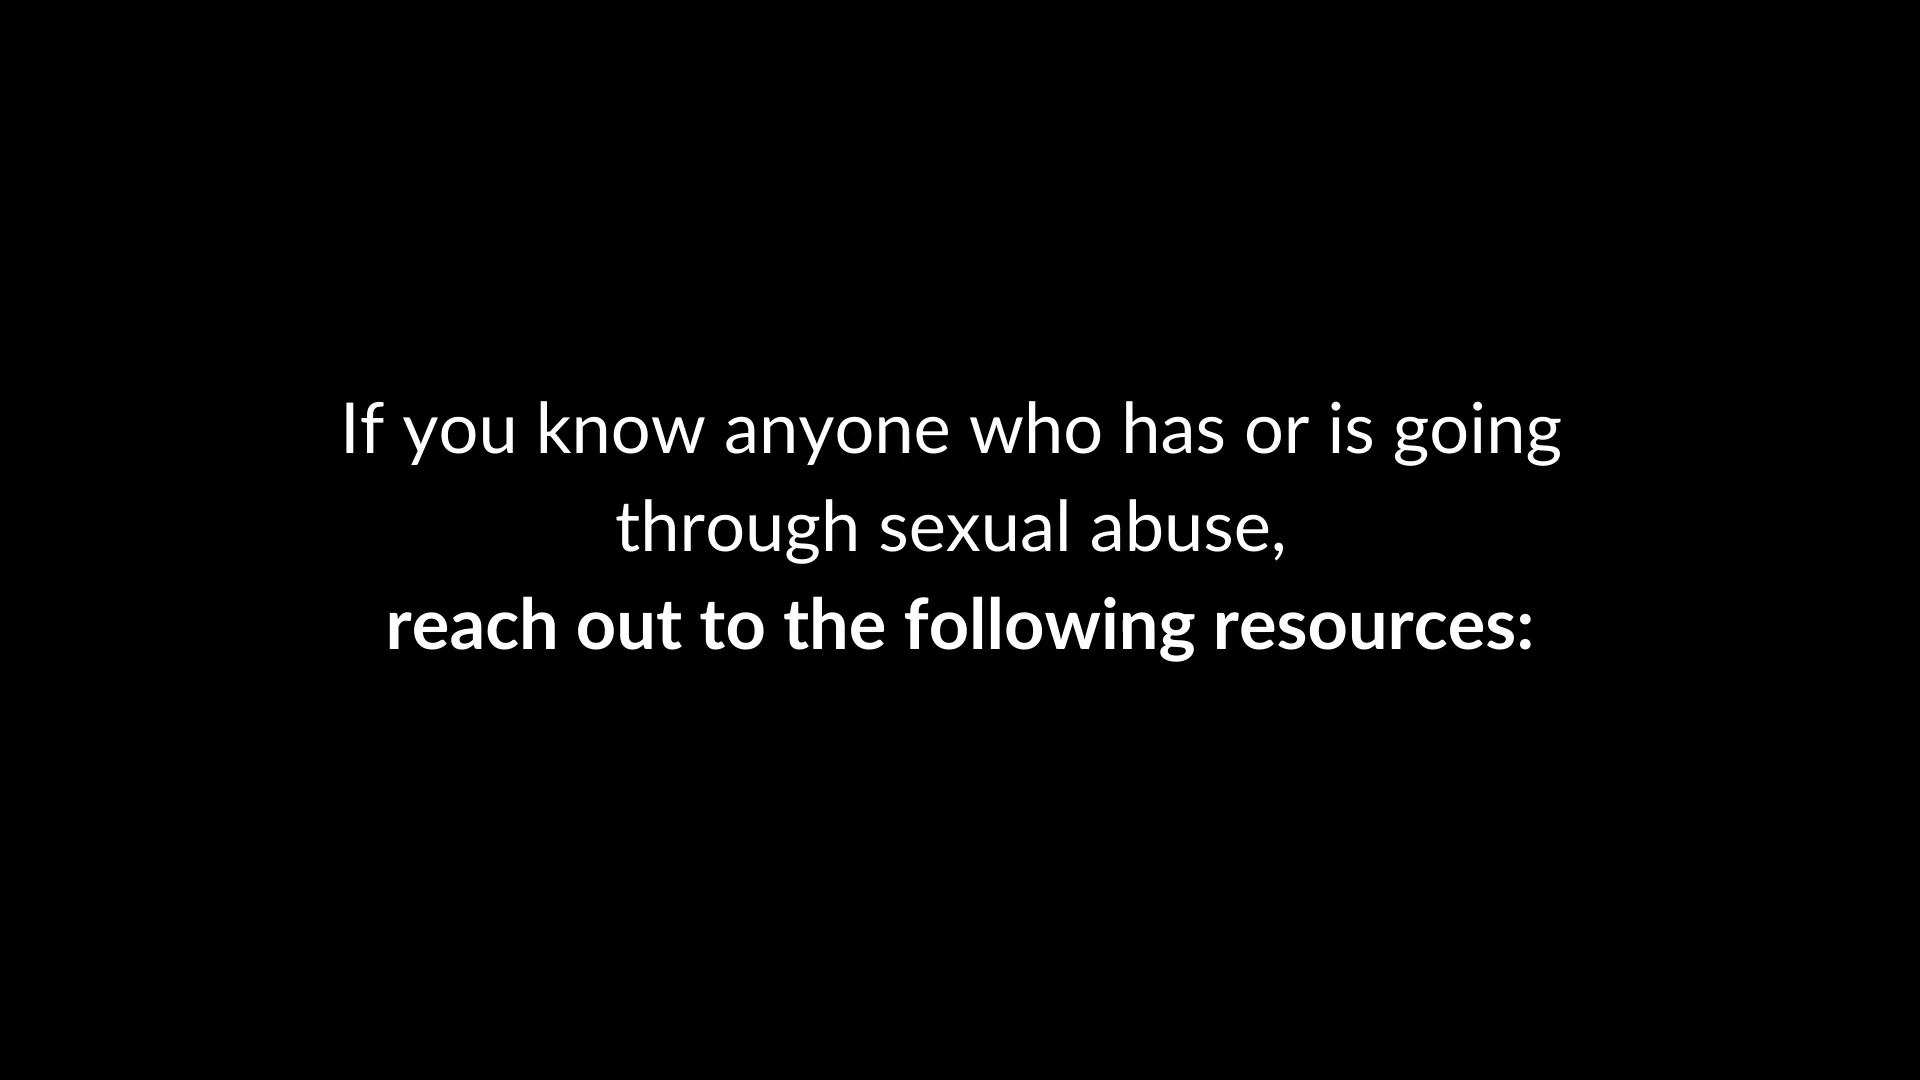 If you know anyone who has or is going
through sexual abuse,
reach out to the following resources: